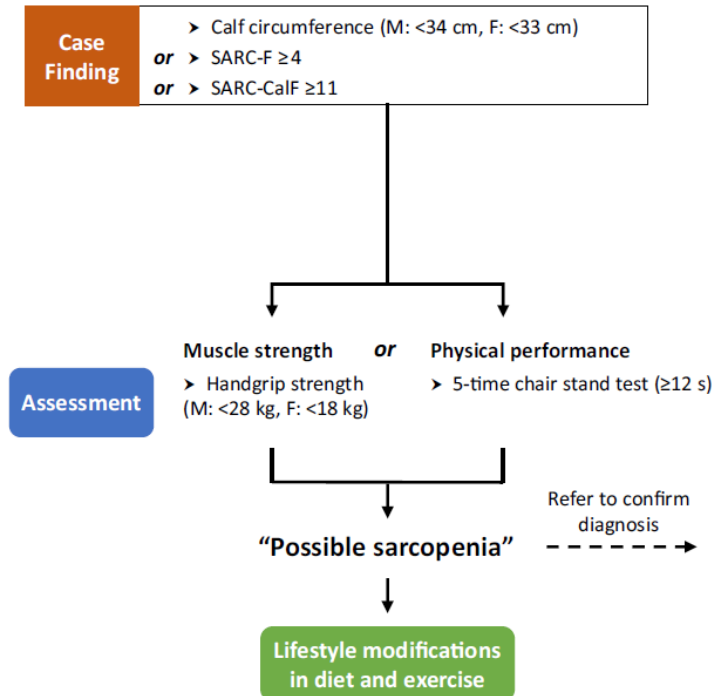 Case
Finding
➤ Calf circumference (M: <34 cm, F: <33 cm)
or ➤ SARC-F ≥4
or ➤ SARC-CalF ≥11
Muscle strength or Physical performance
Assessment
➤ Handgrip strength
(M: <28 kg, F: <18 kg)
➤ 5-time chair stand test (≥12 s)
Refer to confirm
diagnosis
“Possible sarcopenia”
Lifestyle modifications
in diet and exercise